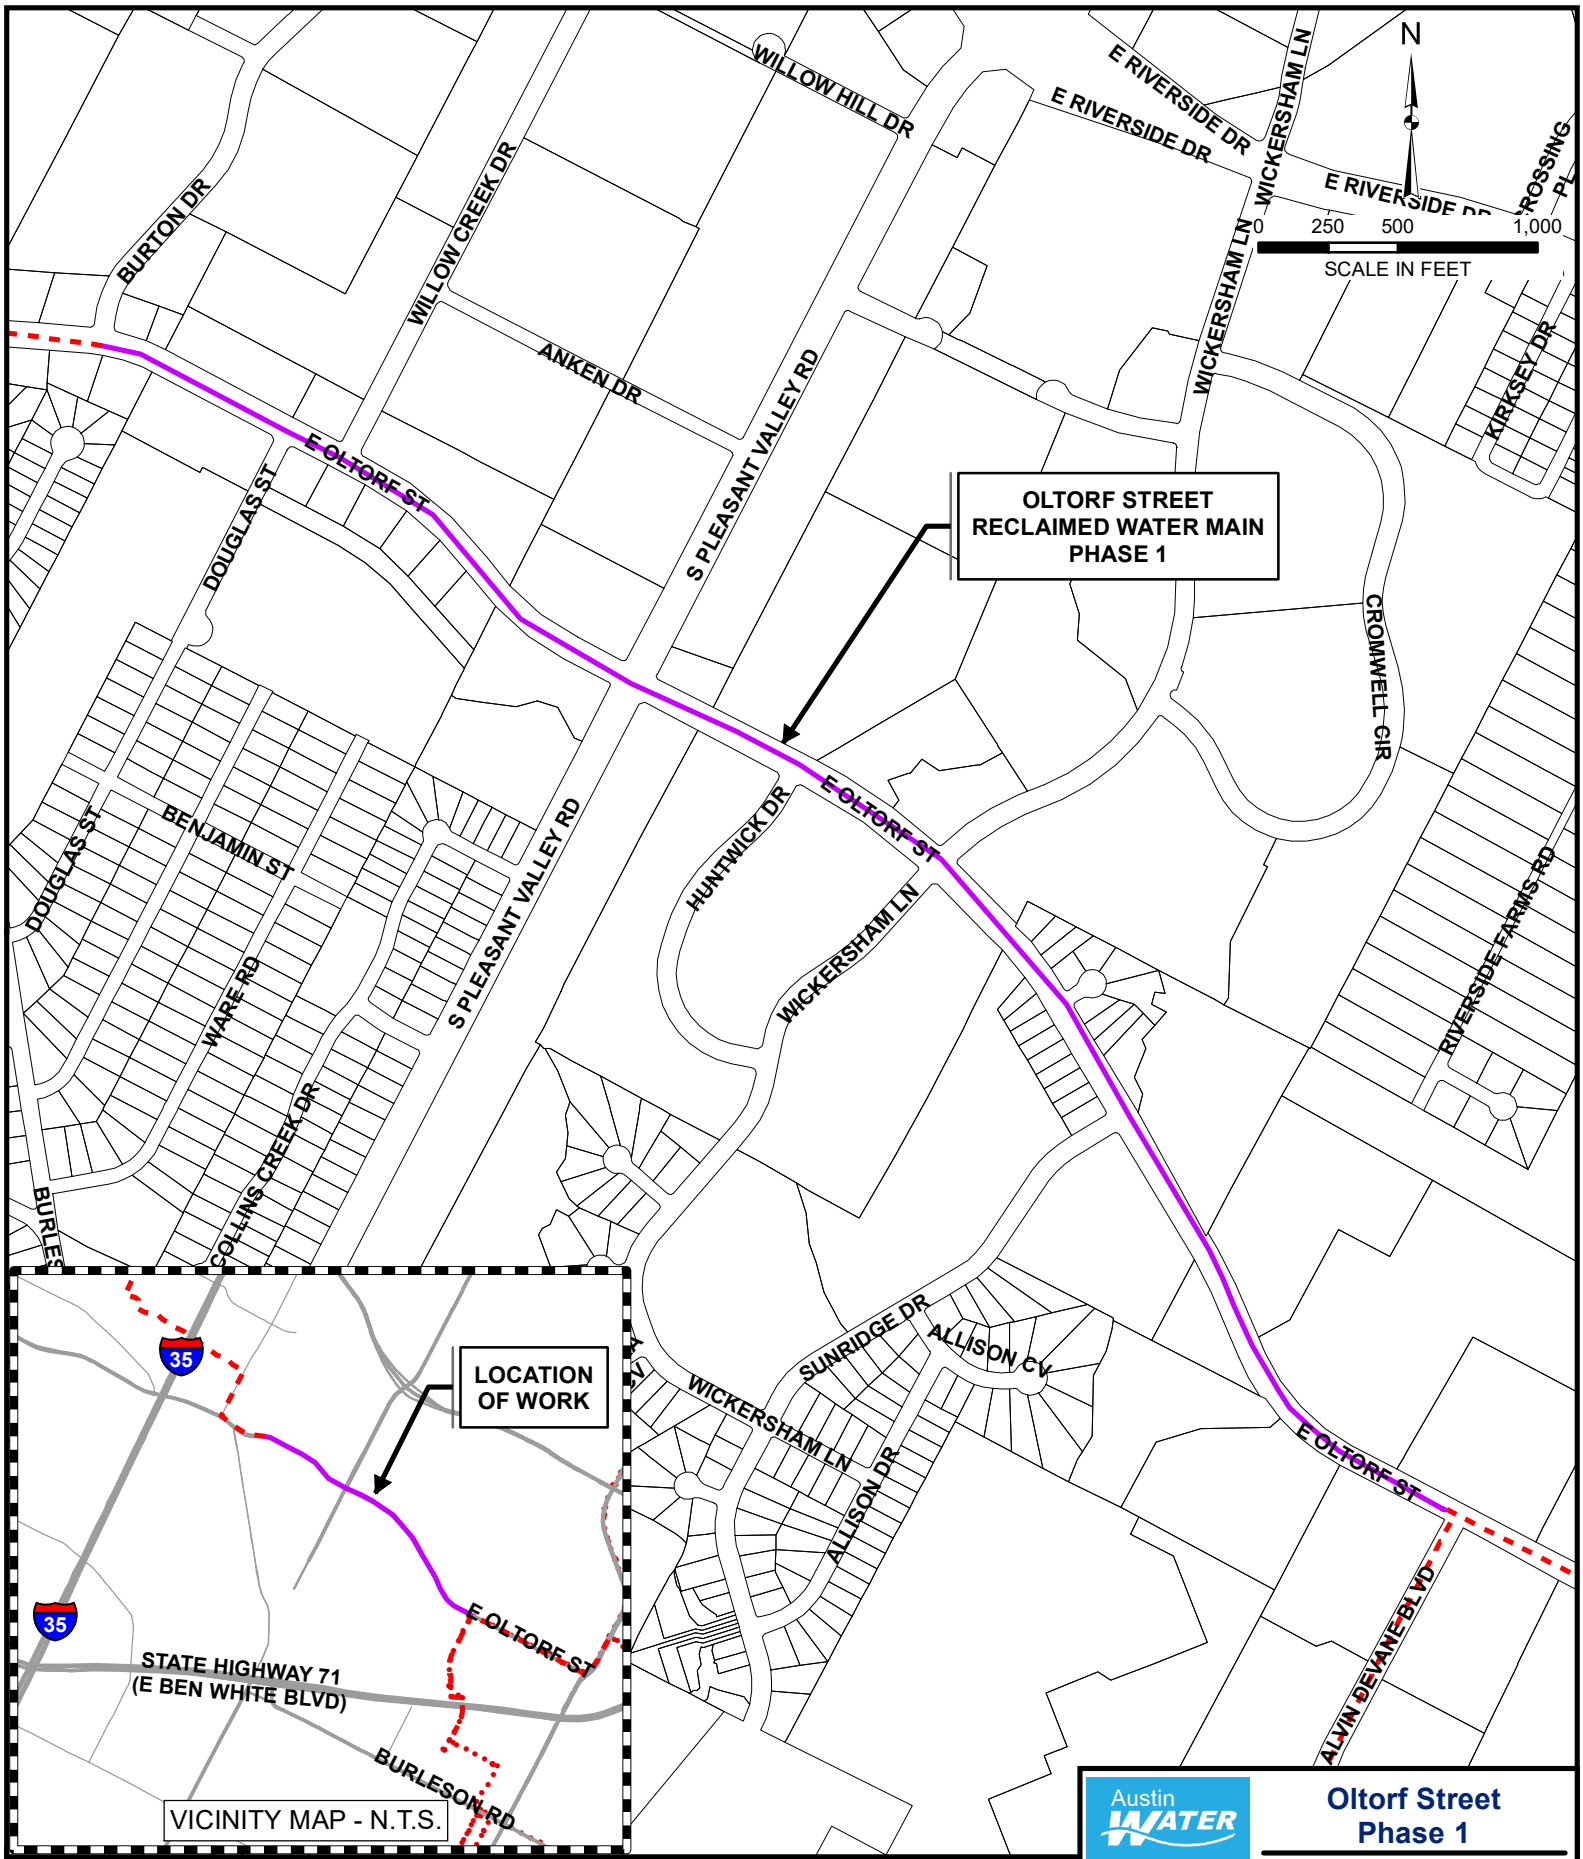 N
WILLOW HILL DR
E RIVERSIDE DR
E RIVERSIDE DR
WICKERSHAM LN
E RIVERSIDE DR
CROSSING
BURTON DR
WILLOW CREEK DR
WICKERSHAM LN
0 250 500 1,000
SCALE IN FEET
ANKEN DR
S PLEASANT VALLEY RD
KIRKSEY DR
E OLTORF ST
DOUGLAS ST
OLTORF STREET
RECLAIMED WATER MAIN
PHASE 1
CROMWELL CIR
E OLTORF ST
HUNTWICK DR
DOUGLAS ST
BENJAMIN ST
S PLEASANT VALLEY RD
WICKERSHAM LN
RIVERSIDE FARMS RD
WARE RD
COLLINS CREEK DR
BURLES
SUNRIDGE DR
ALLISON CV
WICKERSHAM LN
ALLISON DR
E OLTORF ST
ALVIN DEVANE BLVD
35
LOCATION
OF WORK
35
E OLTORF ST
STATE HIGHWAY 71
(E BEN WHITE BLVD)
BURLESON RD
VICINITY MAP - N.T.S.
Austin
WATER
Oltorf Street
Phase 1